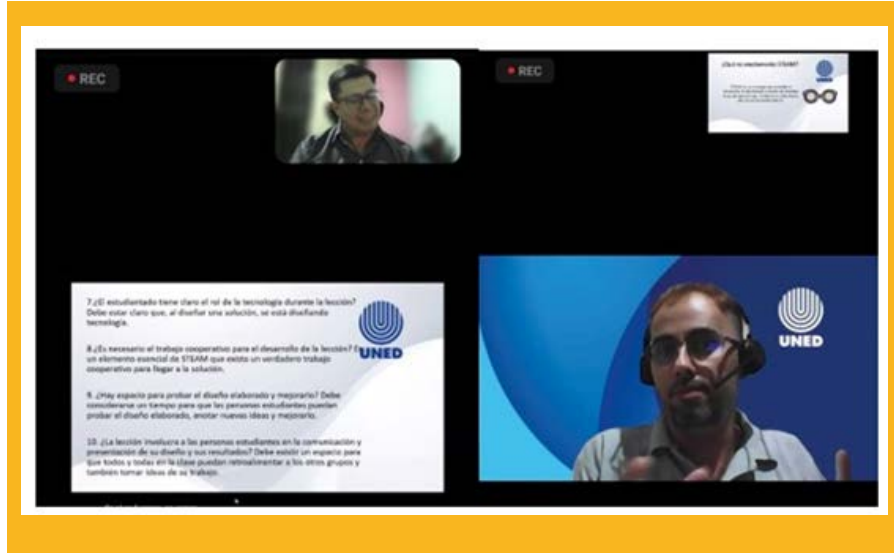 REC
REC
¿Qué es realmente STEAM?
7.¿El estudiantado tiene claro el rol de la tecnología durante la lección?
Debe estar claro que, al diseñar una solución, se está diseñando
tecnología.
8.¿Es necesario el trabajo cooperativo para el desarrollo de la lección?
un elemento esencial de STEAM que exista un verdadero trabajo
cooperativo para llegar a la solución.
9. ¿Hay espacio para probar el diseño elaborado y mejorarlo? Debe
considerarse un tiempo para que las personas estudiantes puedan
probar el diseño elaborado, anotar nuevas ideas y mejorarlo.
10. ¿La lección involucra a las personas estudiantes en la comunicación y
presentación de su diseño y sus resultados? Debe existir un espacio para
que todos y todas en la clase puedan retroalimentar a los otros grupos y
también tomar ideas de su trabajo.
UNED
UNED